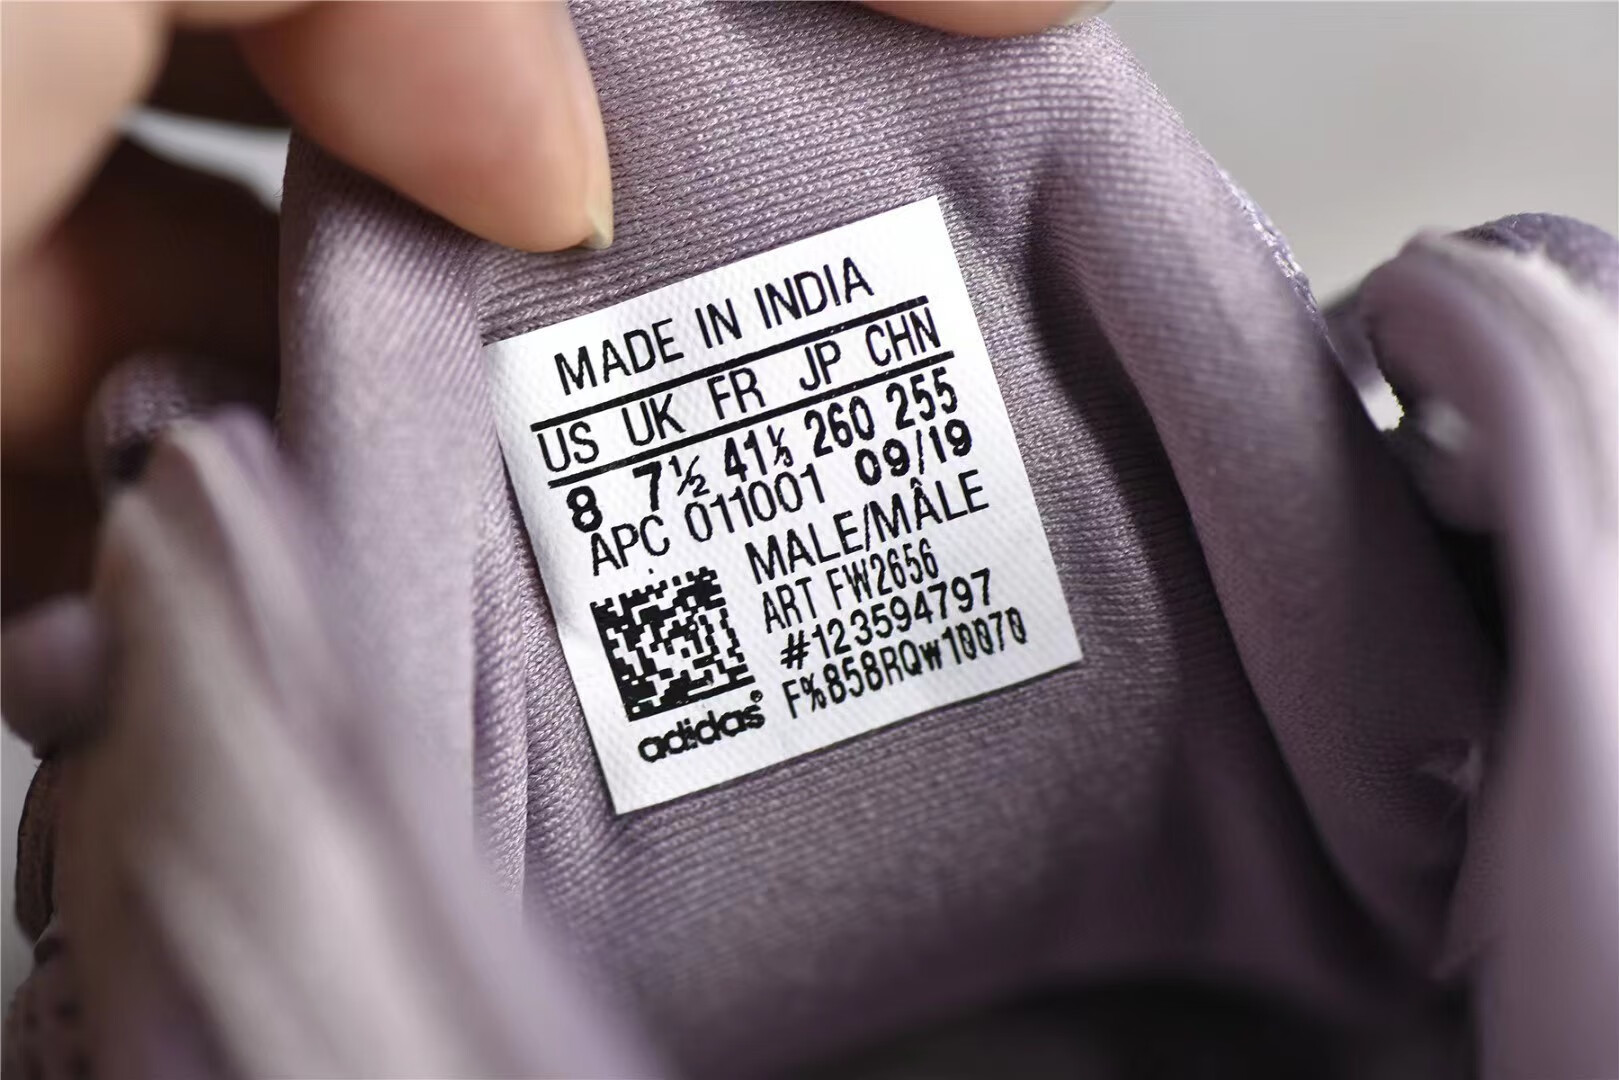 MADE IN INDIA
US UK FR JP CHN
8 7½ 41⅓ 260 255
APC 011001 09/19
MALE/MÂLE
ART FW2656
#123594797
F%858RQw10070
adidas®